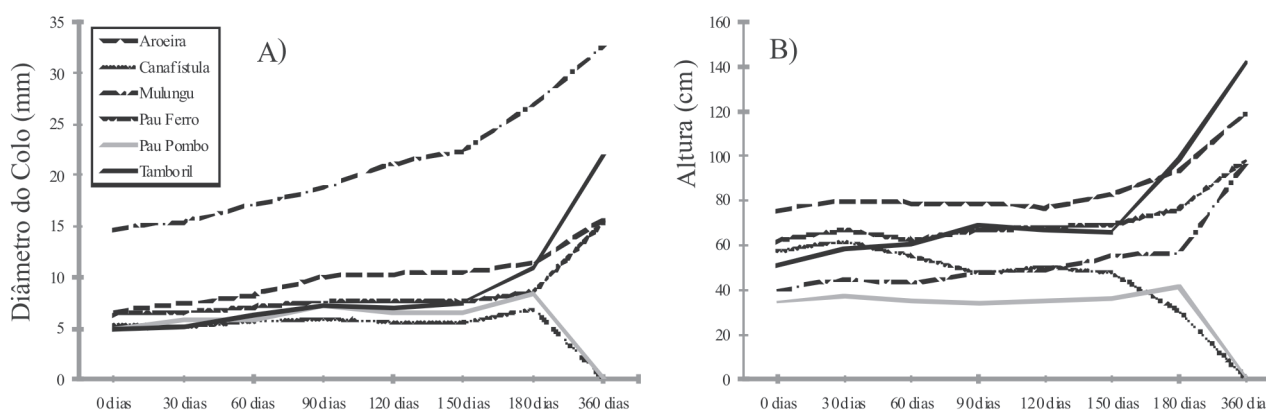 Diâmetro do Colo (mm)
35
30
25
20
15
10
5
0
Aroeira
Canafístula
Mulungu
Pau Ferro
Pau Pombo
Tamboril
A)
0 dias 30 dias 60 dias 90 dias 120 dias 150 dias 180 dias 360 dias
Altura (cm)
160
140
120
100
80
60
40
20
0
B)
0 dias 30 dias 60 dias 90 dias 120 dias 150 dias 180 dias 360 dia